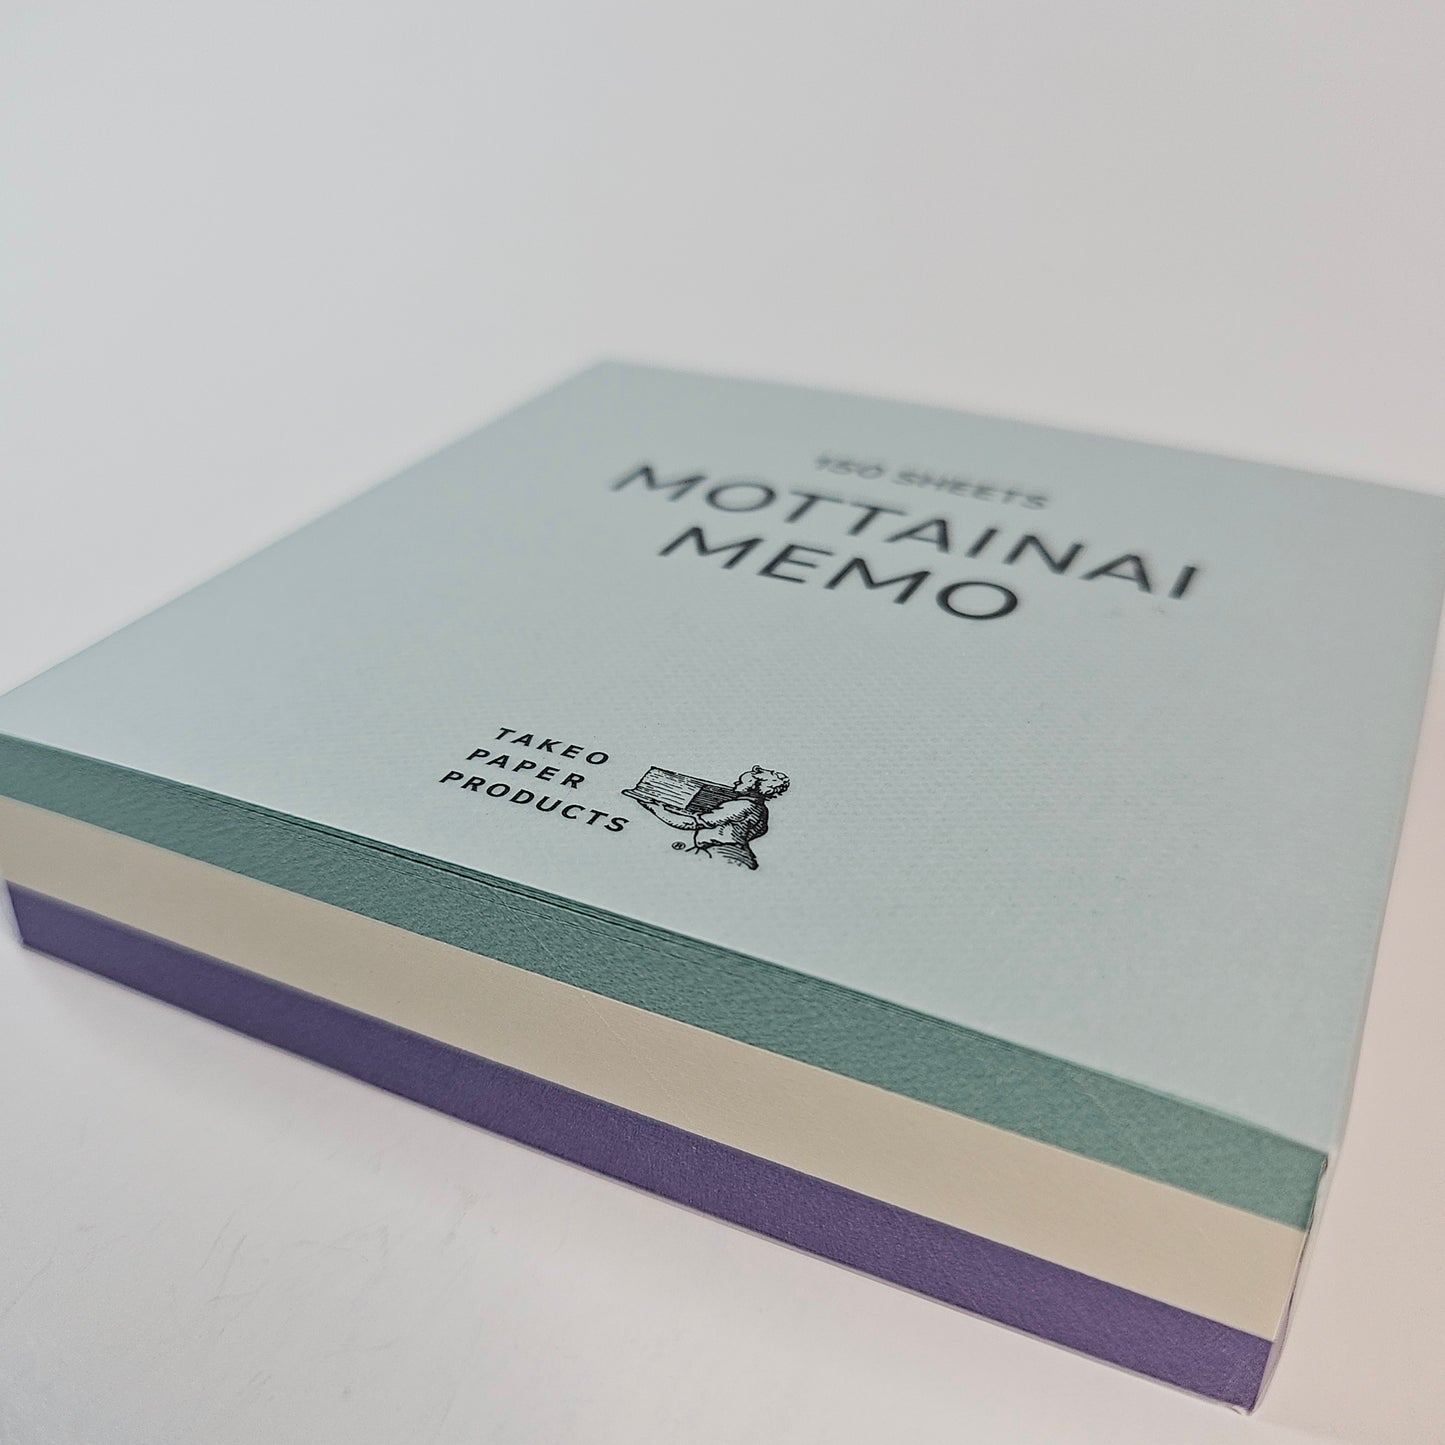 150 SHEETS
MOTTAINAI
MEMO
TAKEO
PAPER
PRODUCTS
®